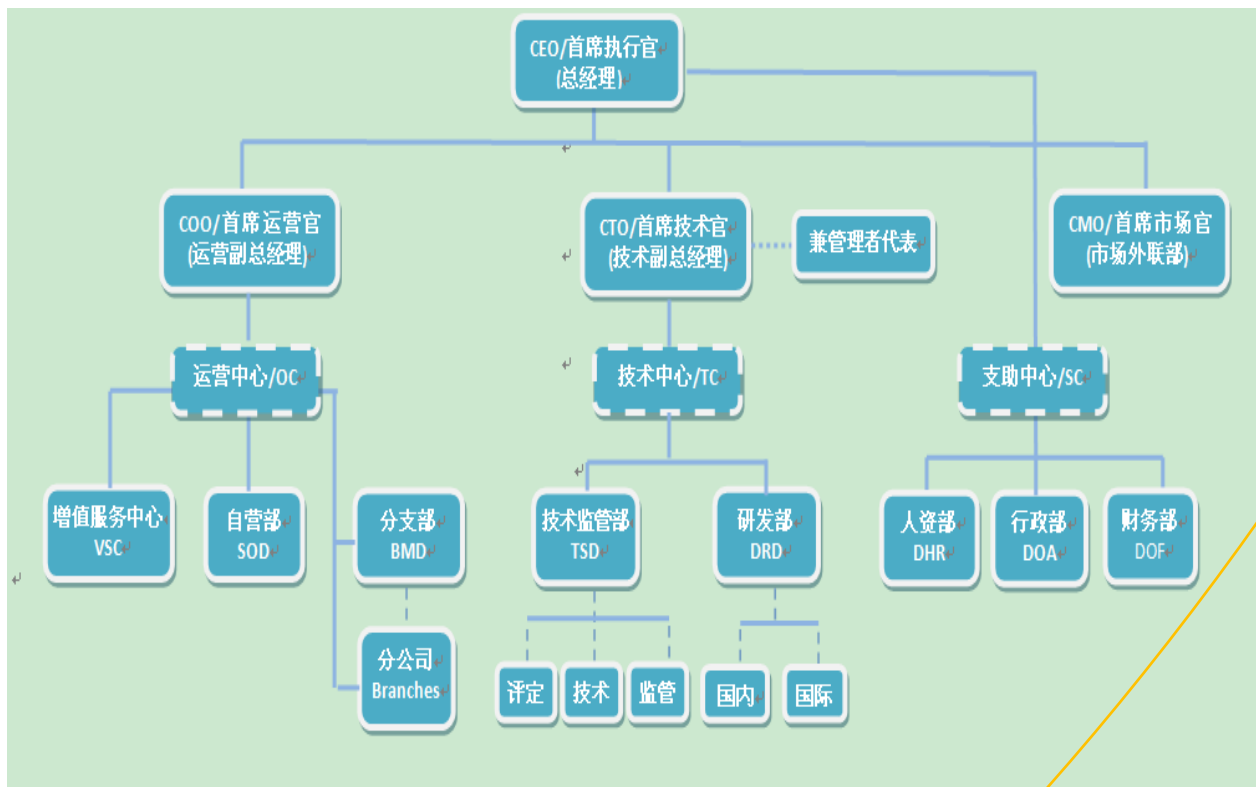 CEO/首席执行官
(总经理)
COO/首席运营官
(运营副总经理)
CTO/首席技术官
(技术副总经理)
兼管理者代表
CMO/首席市场官
(市场外联部)
运营中心/OC
技术中心/TC
支助中心/SC
增值服务中心
VSC
自营部
SOD
分支部
BMD
技术监管部
TSD
研发部
DRD
人资部
DHR
行政部
DOA
财务部
DOF
分公司
Branches
评定
技术
监管
国内
国际